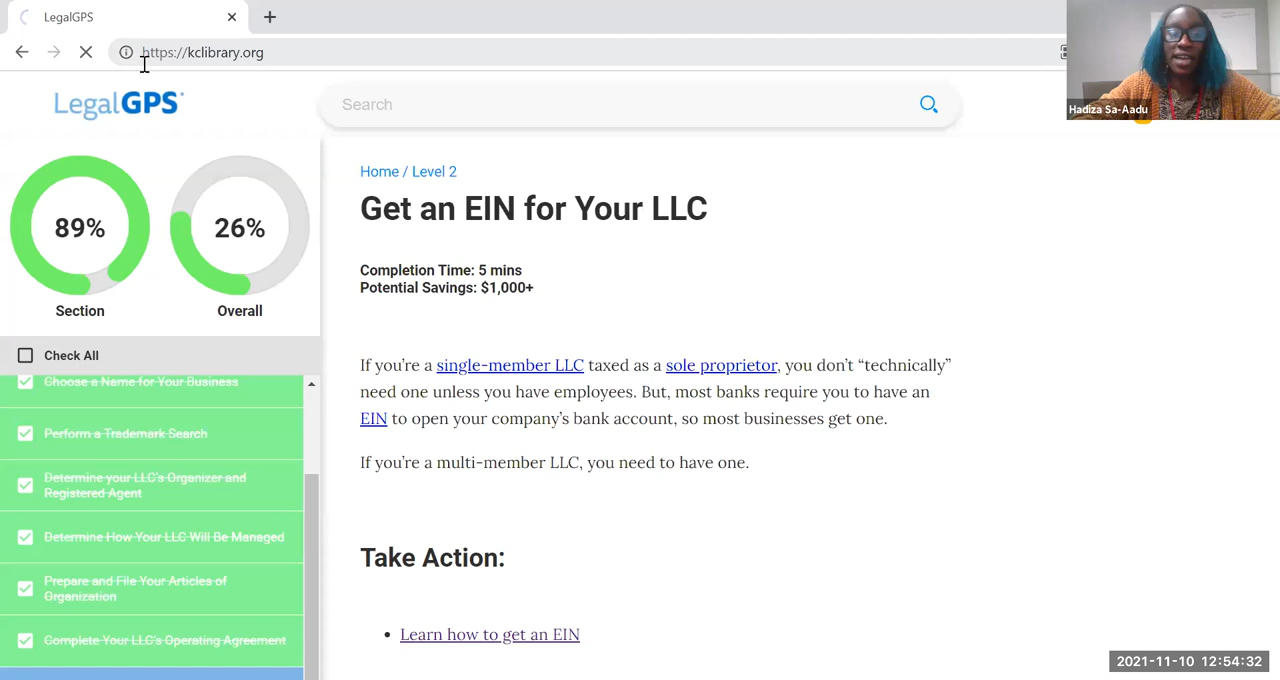 LegalGPS
https://kclibrary.org
Hadiza Sa-Aadu
LegalGPS
Search
89%
26%
Section
Overall
Check All
Choose a Name for Your Business
Perform a Trademark Search
Determine your LLC's Organizer and
Registered Agent
Determine How Your LLC Will Be Managed
Prepare and File Your Articles of
Organization
Complete Your LLC's Operating Agreement
Home / Level 2
Get an EIN for Your LLC
Completion Time: 5 mins
Potential Savings: $1,000+
If you’re a single-member LLC taxed as a sole proprietor, you don’t “technically”
need one unless you have employees. But, most banks require you to have an
EIN to open your company’s bank account, so most businesses get one.
If you’re a multi-member LLC, you need to have one.
Take Action:
• Learn how to get an EIN
2021-11-10 12:54:32